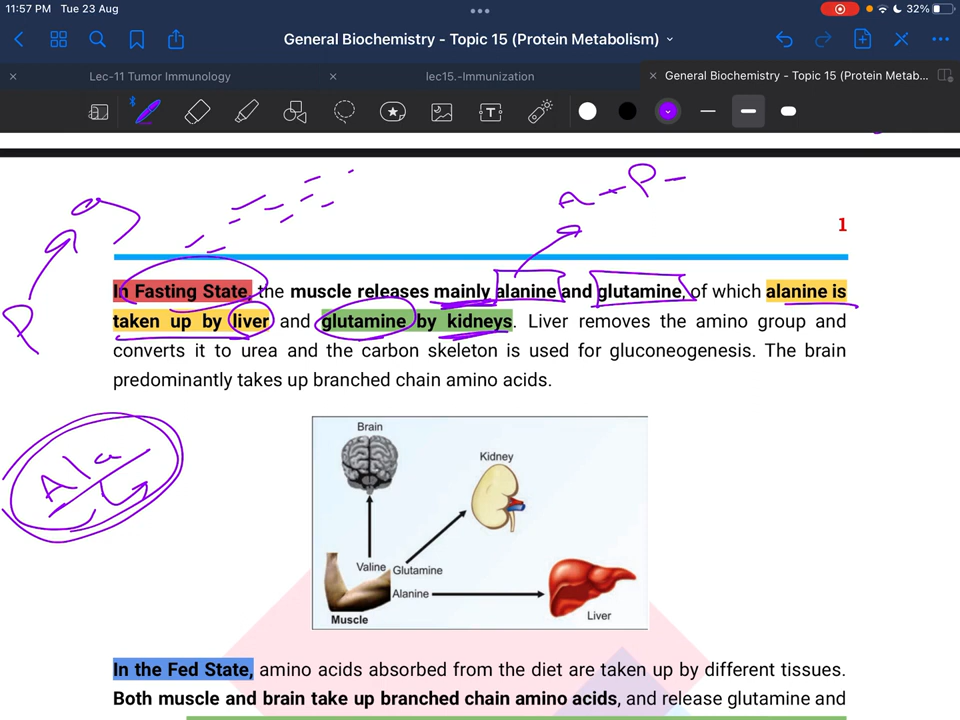 11:57 PM Tue 23 Aug
32%
General Biochemistry - Topic 15 (Protein Metabolism)
Lec-11 Tumor Immunology
lec15.-Immunization
General Biochemistry - Topic 15 (Protein Metab...
a - P -
1
P
In Fasting State, the muscle releases mainly alanine and glutamine, of which alanine is
taken up by liver and glutamine by kidneys. Liver removes the amino group and
converts it to urea and the carbon skeleton is used for gluconeogenesis. The brain
predominantly takes up branched chain amino acids.
Ala
Brain
Kidney
Valine
Glutamine
Alanine
Muscle
Liver
In the Fed State, amino acids absorbed from the diet are taken up by different tissues.
Both muscle and brain take up branched chain amino acids, and release glutamine and